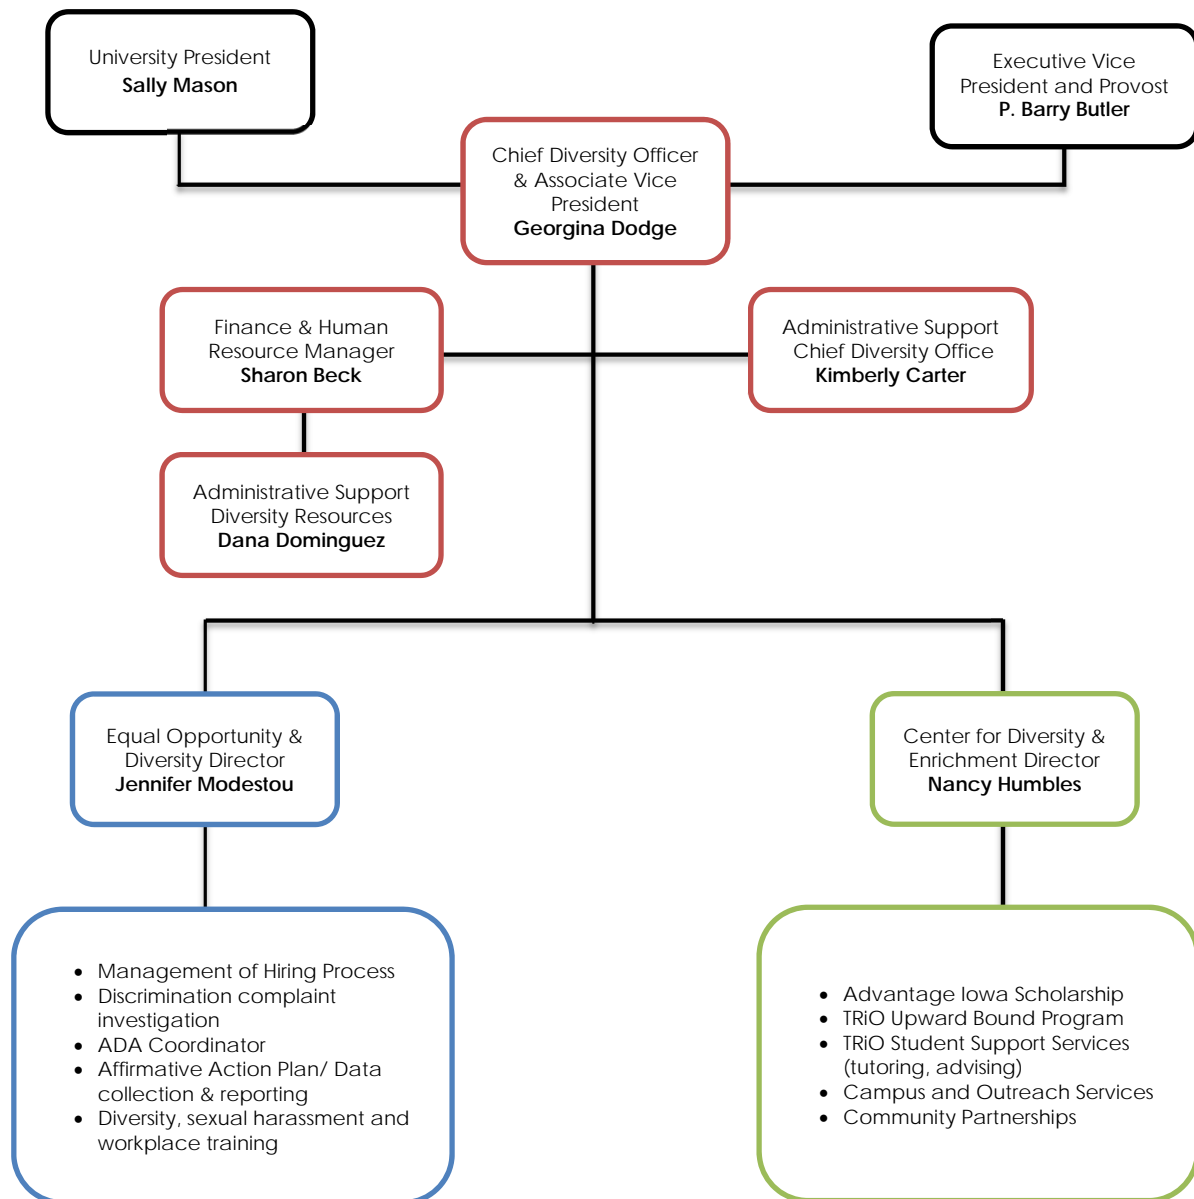 University President
Sally Mason
Executive Vice
President and Provost
P. Barry Butler
Chief Diversity Officer
& Associate Vice
President
Georgina Dodge
Finance & Human
Resource Manager
Sharon Beck
Administrative Support
Chief Diversity Office
Kimberly Carter
Administrative Support
Diversity Resources
Dana Dominguez
Equal Opportunity &
Diversity Director
Jennifer Modestou
Center for Diversity &
Enrichment Director
Nancy Humbles
• Management of Hiring Process
• Discrimination complaint
investigation
• ADA Coordinator
• Affirmative Action Plan/ Data
collection & reporting
• Diversity, sexual harassment and
workplace training
• Advantage Iowa Scholarship
• TRiO Upward Bound Program
• TRiO Student Support Services
(tutoring, advising)
• Campus and Outreach Services
• Community Partnerships